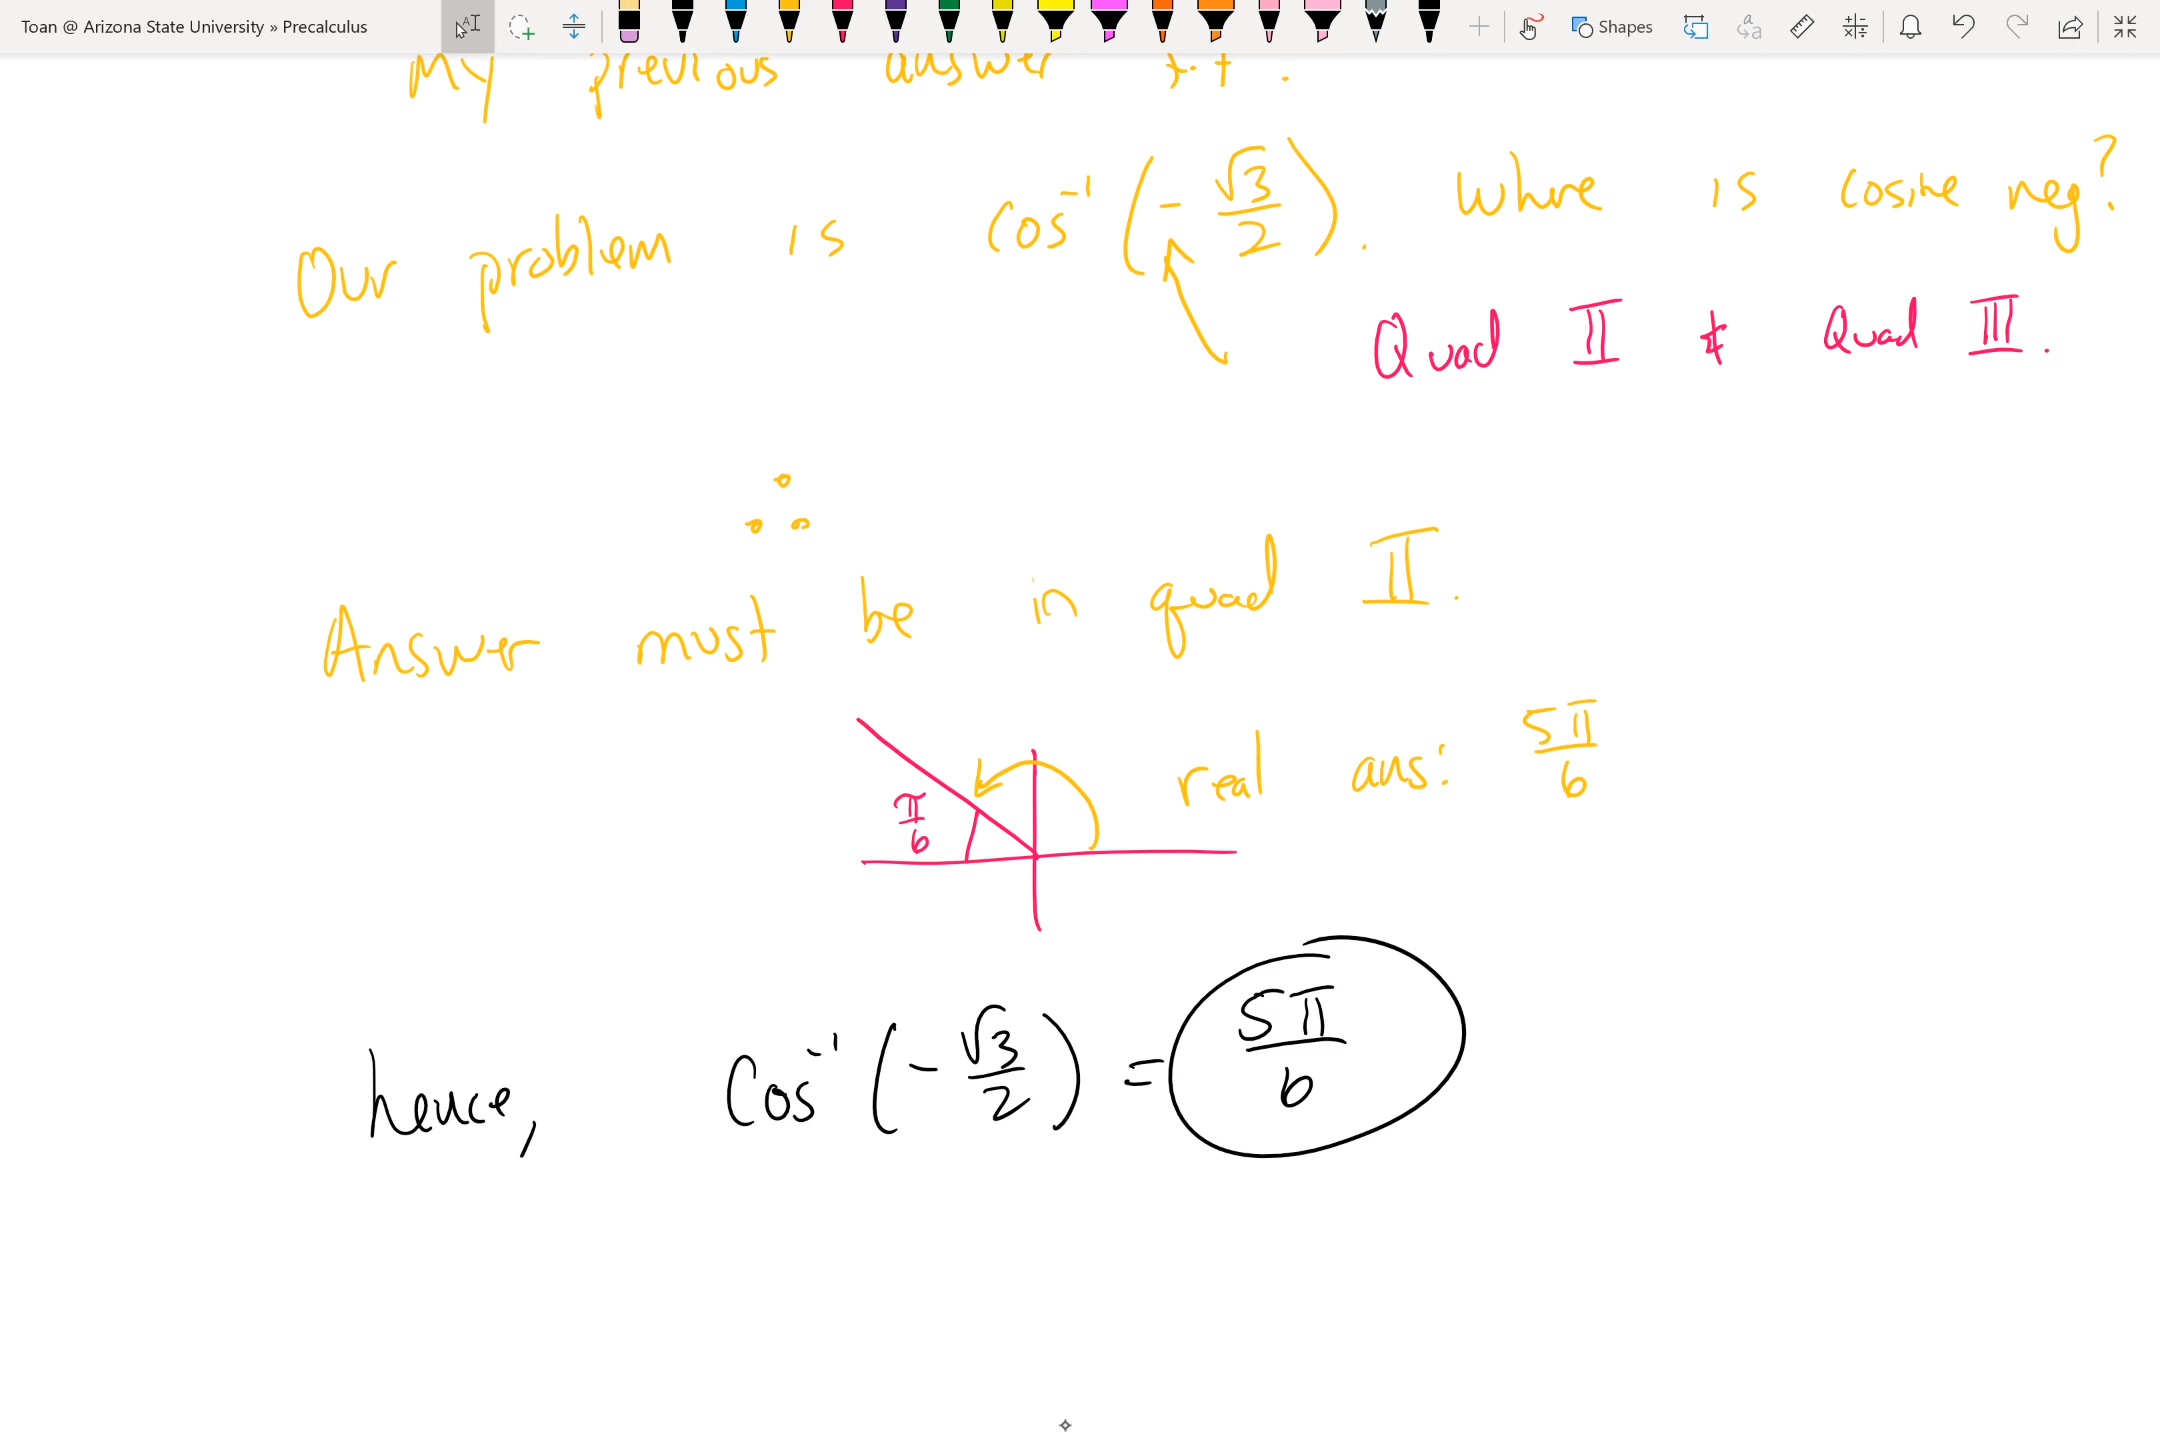 Toan @ Arizona State University » Precalculus
Shapes
My previous answer
Our problem is cos⁻¹(-√3/2). Where is cosine neg?
Quad II & Quad III.
∴
Answer must be in quad II.
real ans: 5π/6
π/6
hence, Cos⁻¹(-√3/2) = 5π/6